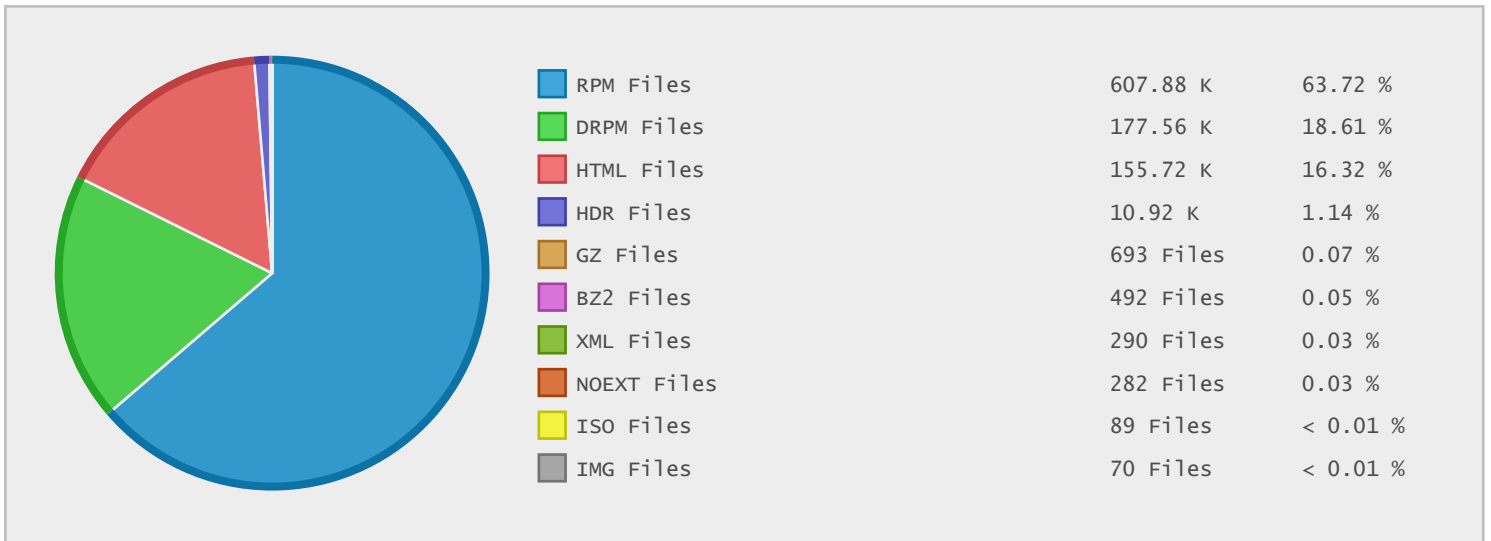 RPM Files 607.88 K 63.72 %
DRPM Files 177.56 K 18.61 %
HTML Files 155.72 K 16.32 %
HDR Files 10.92 K 1.14 %
GZ Files 693 Files 0.07 %
BZ2 Files 492 Files 0.05 %
XML Files 290 Files 0.03 %
NOEXT Files 282 Files 0.03 %
ISO Files 89 Files < 0.01 %
IMG Files 70 Files < 0.01 %